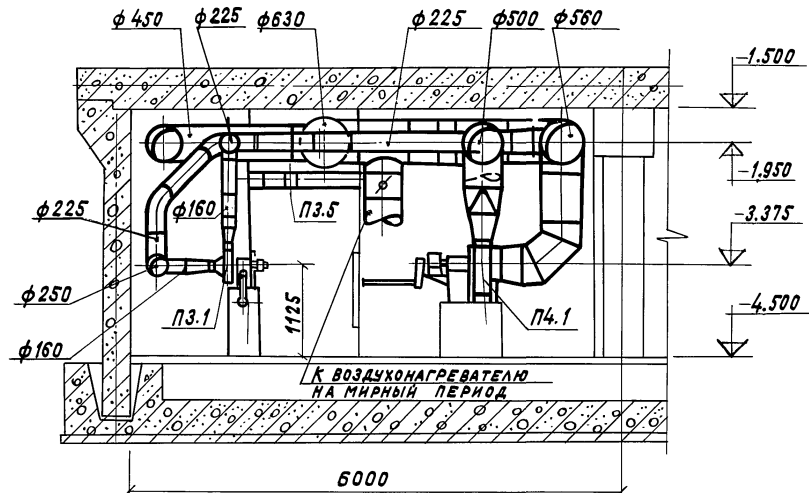 ф450
ф225
ф630
ф225
ф500
ф560
-1.500
-1.950
ф225
ф160
П3.5
-3.375
ф250
П3.1
1125
П4.1
-4.500
ф160
К ВОЗДУХОНАГРЕВАТЕЛЮ
НА МИРНЫЙ ПЕРИОД
6000